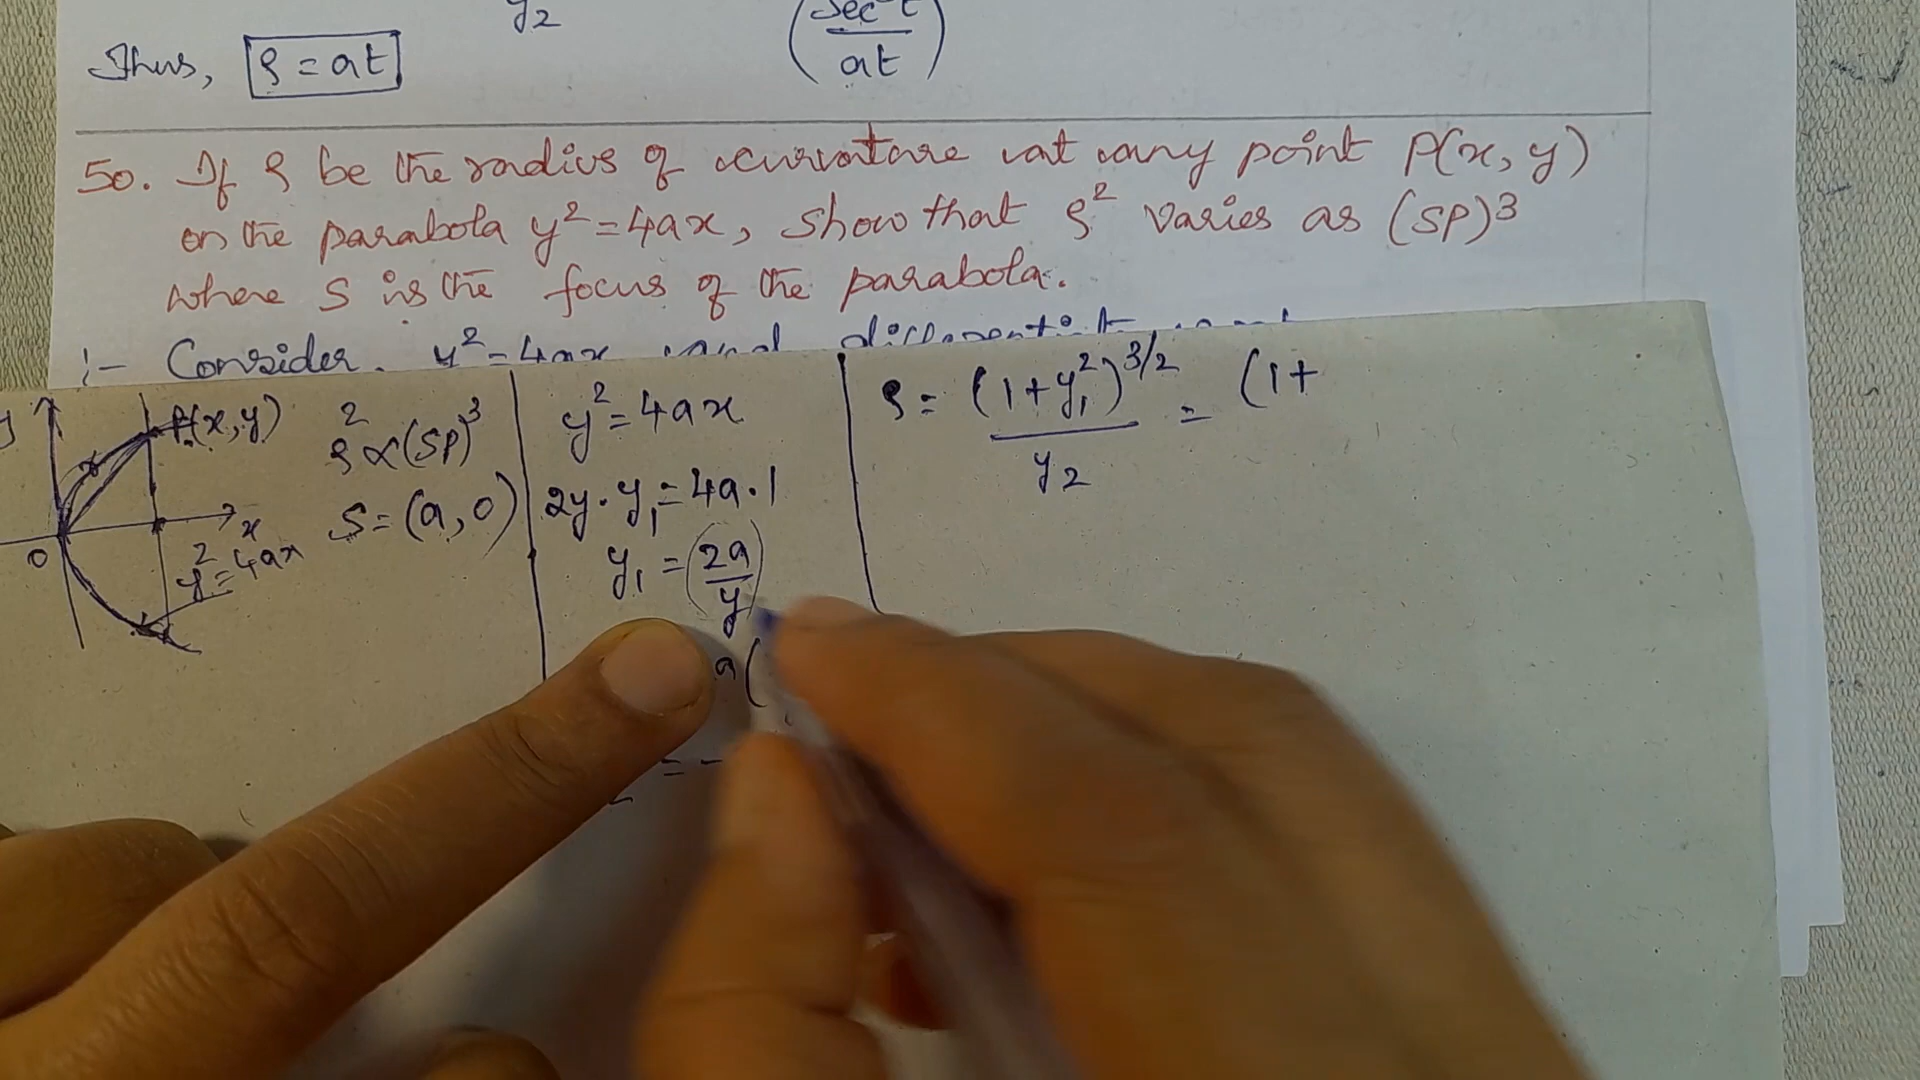 y₂
Thus, ρ = at
(sec²t / at)
50. If ρ be the radius of curvature at any point P(x, y)
on the parabola y² = 4ax, show that ρ² varies as (SP)³
where S is the focus of the parabola.
:- Consider y² = 4ax and
y
P(x, y)
x
O
y² = 4ax
ρ² ∝ (SP)³
S = (a, 0)
y² = 4ax
2y · y₁ = 4a · 1
y₁ = (2a / y)
a (
= -
ρ = (1 + y₁²)^3/2 / y₂ = (1 +